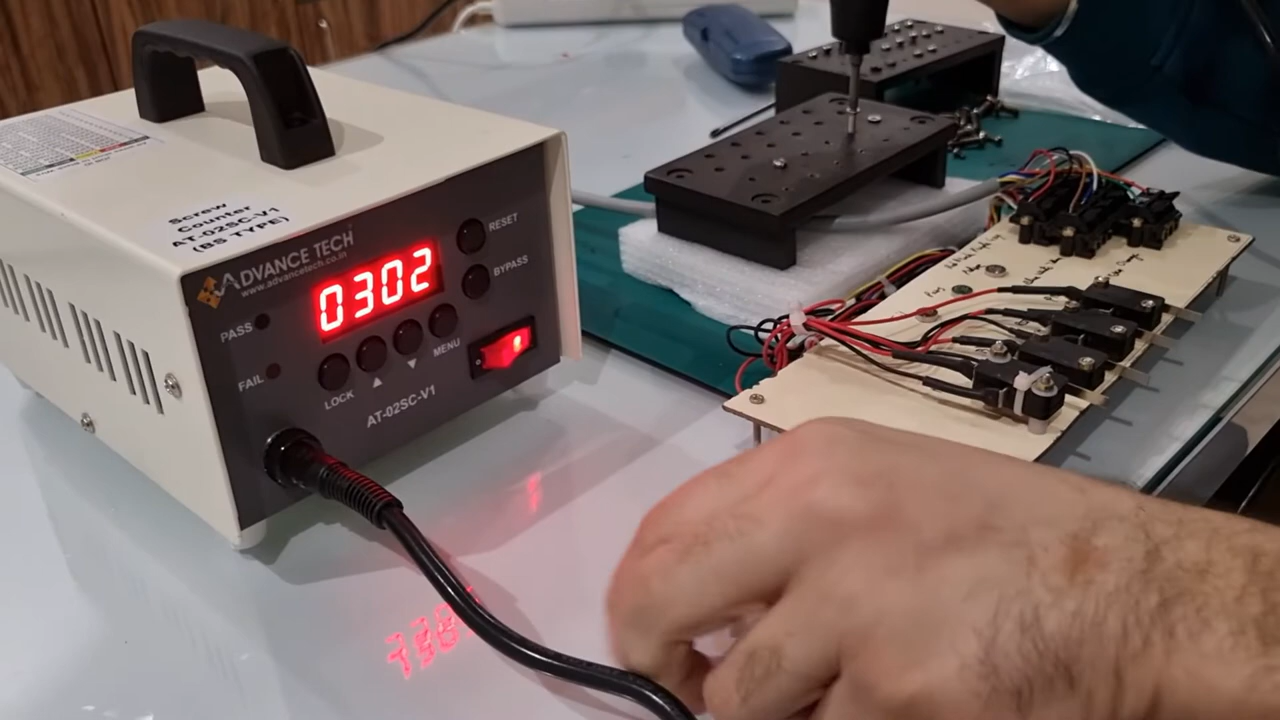 Screw
Counter
AT-02SC-V1
(BS TYPE)
ADVANCE TECH
www.advancetech.co.in
0302
RESET
BYPASS
PASS
FAIL
LOCK
MENU
AT-02SC-V1